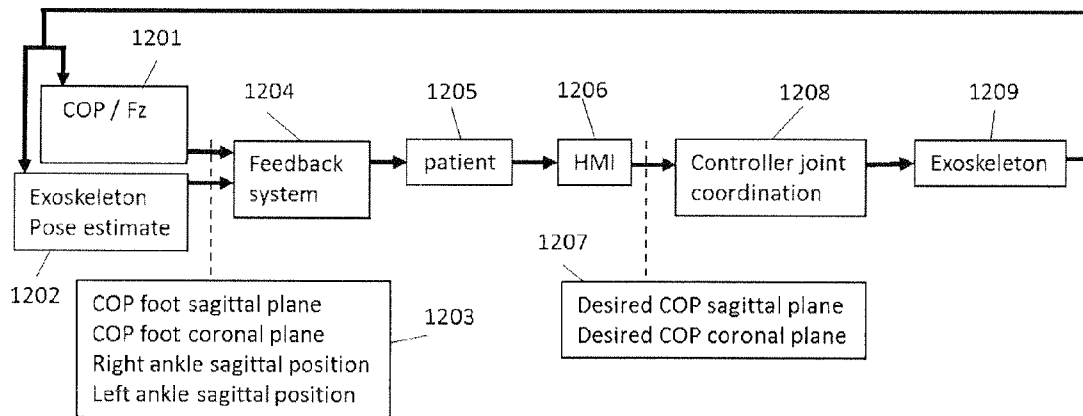 1201
COP / Fz
1204
Feedback
system
1205
patient
1206
HMI
1208
Controller joint
coordination
1209
Exoskeleton
Exoskeleton
Pose estimate
1202
COP foot sagittal plane
COP foot coronal plane
Right ankle sagittal position
Left ankle sagittal position
1203
1207
Desired COP sagittal plane
Desired COP coronal plane